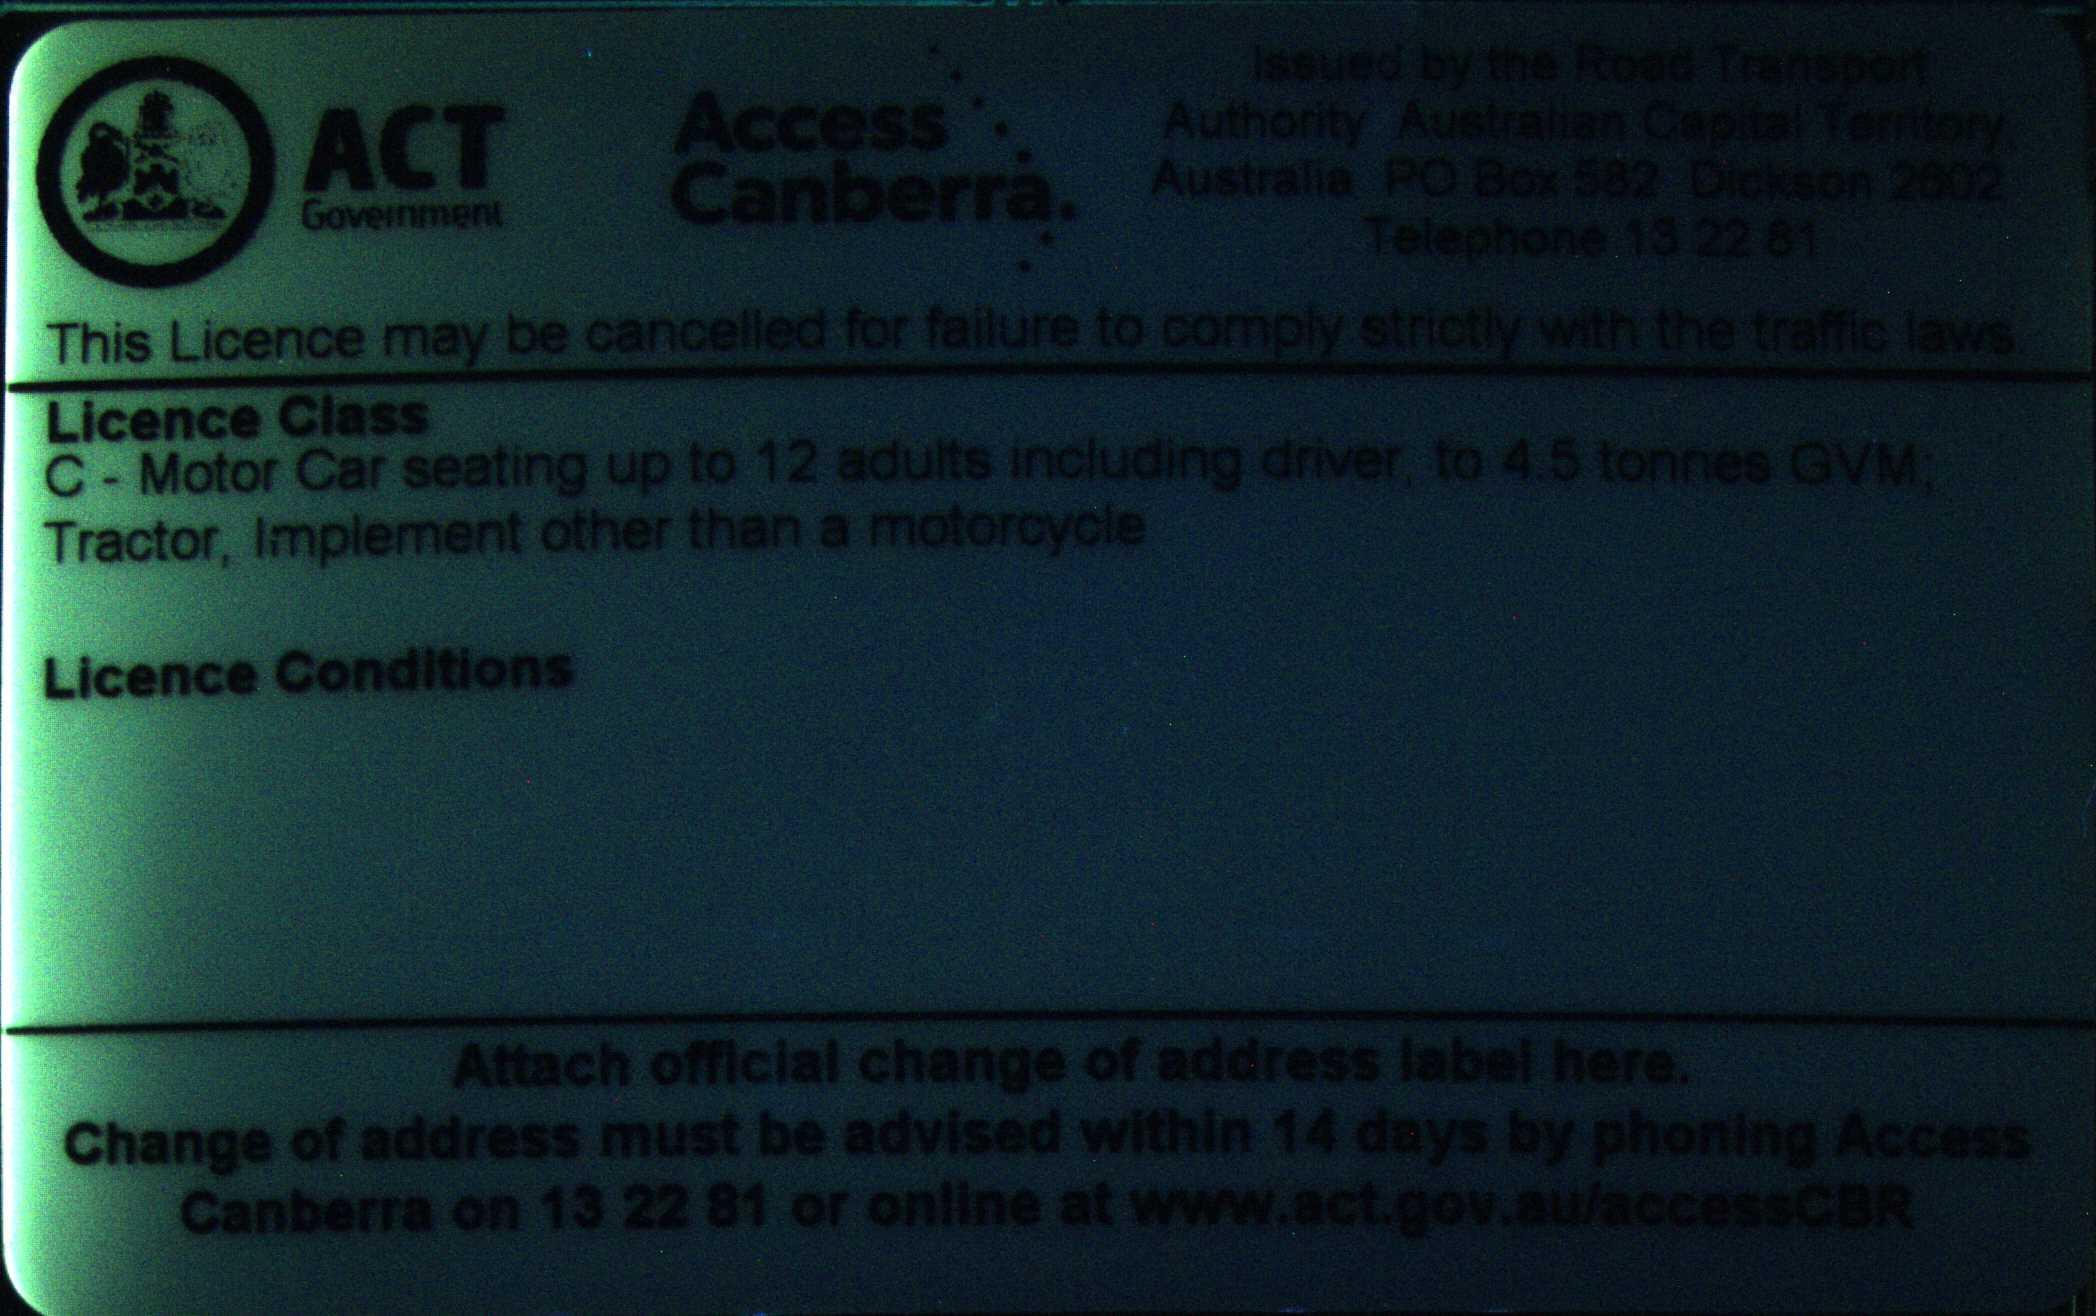 ACT
Government
Access
Canberra.
Issued by the Road Transport
Authority Australian Capital Territory,
Australia PO Box 582 Dickson 2602
Telephone 13 22 81
This Licence may be cancelled for failure to comply strictly with the traffic laws.
Licence Class
C - Motor Car seating up to 12 adults including driver, to 4.5 tonnes GVM;
Tractor, Implement other than a motorcycle
Licence Conditions
Attach official change of address label here.
Change of address must be advised within 14 days by phoning Access
Canberra on 13 22 81 or online at www.act.gov.au/accessCBR